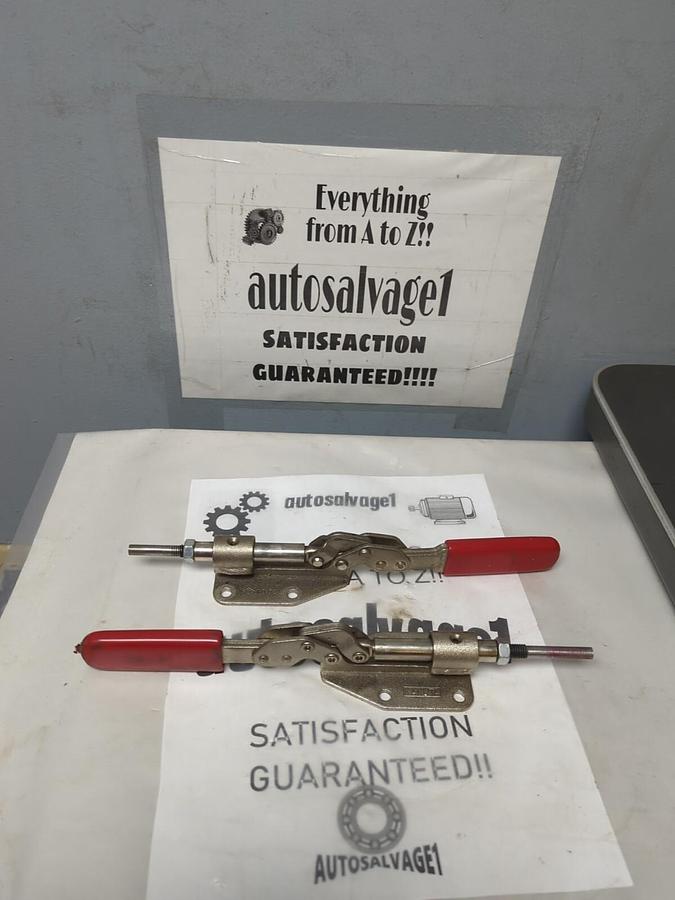 Everything
from A to Z!!
autosalvage1
SATISFACTION
GUARANTEED!!!!
autosalvage1
A TO Z!!
SATISFACTION
GUARANTEED!!
AUTOSALVAGE1